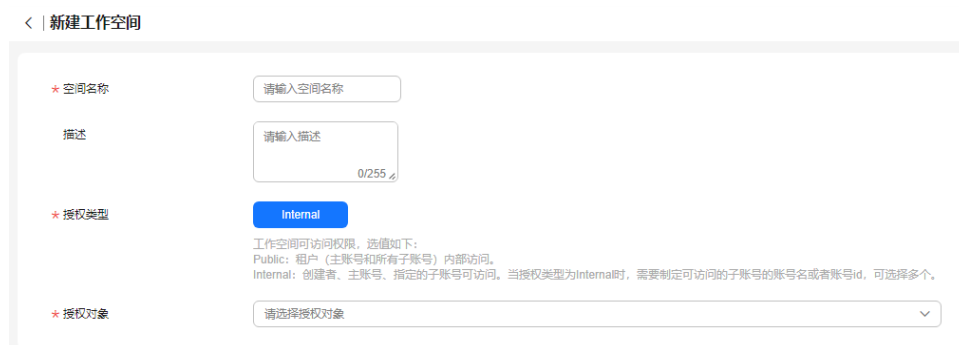 新建工作空间
* 空间名称 请输入空间名称
描述 请输入描述
0/255
* 授权类型 Internal
工作空间可访问权限，选值如下：
Public：租户（主账号和所有子账号）内部访问。
Internal：创建者、主账号、指定的子账号可访问。当授权类型为Internal时，需要制定可访问的子账号的账号名或者账号id，可选择多个。
* 授权对象 请选择授权对象